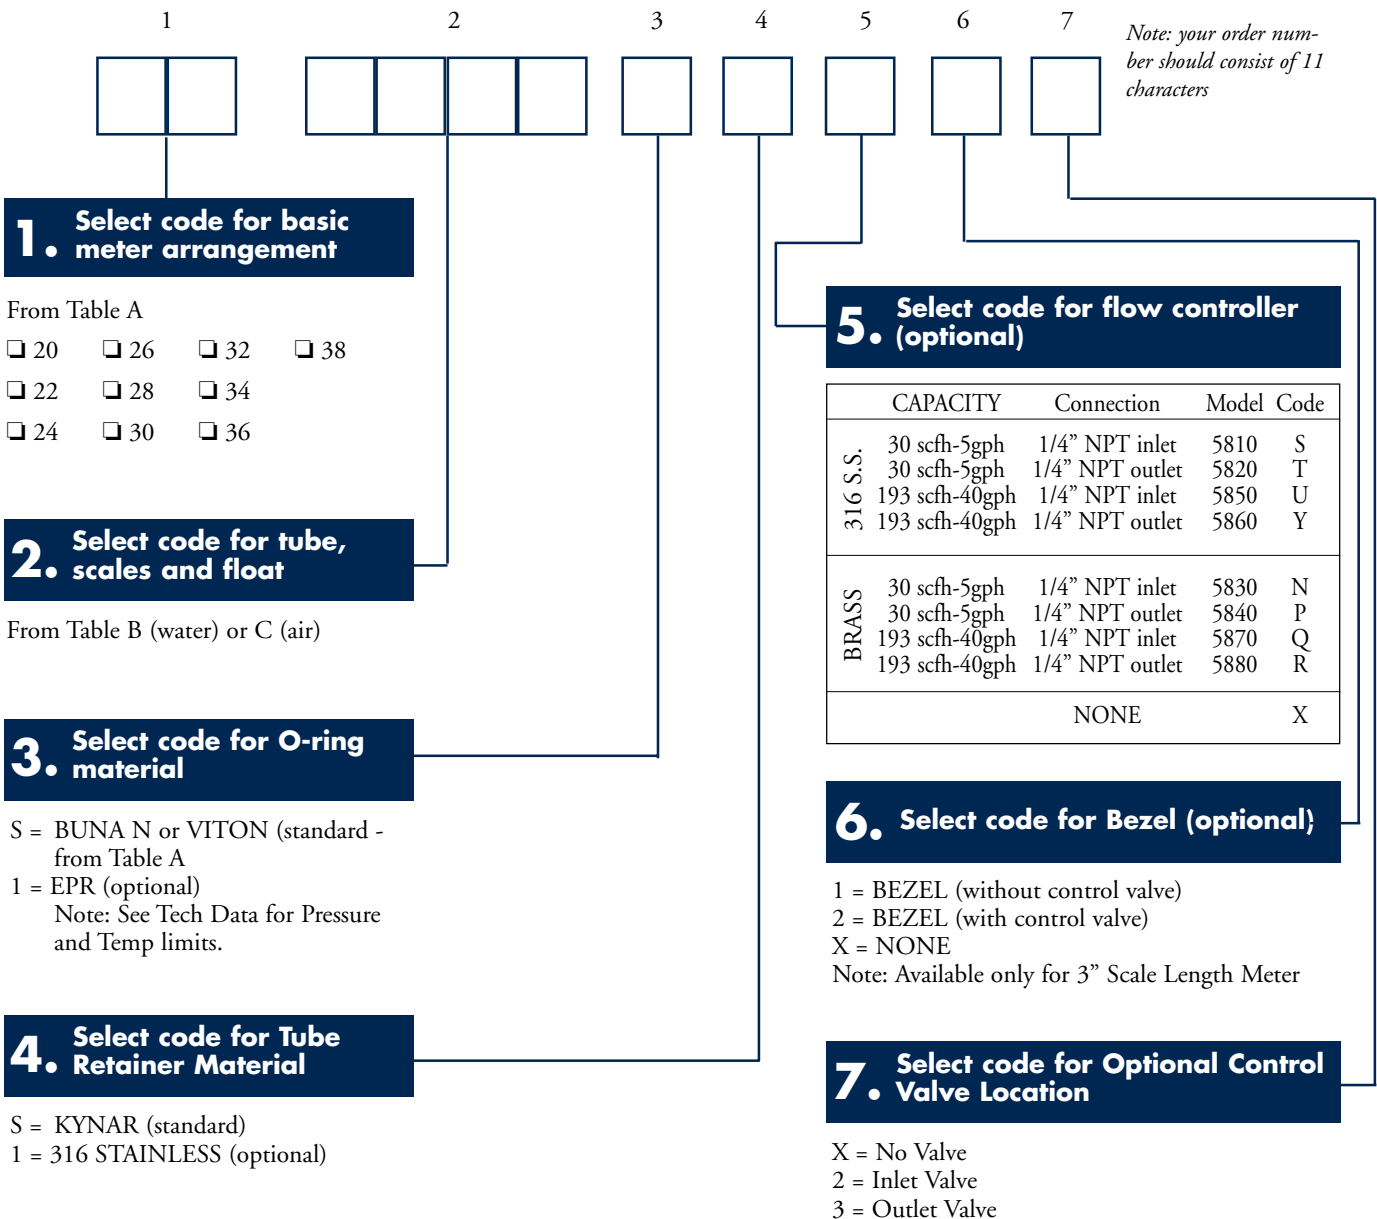 1 2 3 4 5 6 7
Note: your order num-
ber should consist of 11
characters
1. Select code for basic
meter arrangement
From Table A
❏ 20 ❏ 26 ❏ 32 ❏ 38
❏ 22 ❏ 28 ❏ 34
❏ 24 ❏ 30 ❏ 36
2. Select code for tube,
scales and float
From Table B (water) or C (air)
3. Select code for O-ring
material
S = BUNA N or VITON (standard -
from Table A
1 = EPR (optional)
Note: See Tech Data for Pressure
and Temp limits.
4. Select code for Tube
Retainer Material
S = KYNAR (standard)
1 = 316 STAINLESS (optional)
5. Select code for flow controller
(optional)
CAPACITY Connection Model Code
316 S.S.
30 scfh-5gph 1/4” NPT inlet 5810 S
30 scfh-5gph 1/4” NPT outlet 5820 T
193 scfh-40gph 1/4” NPT inlet 5850 U
193 scfh-40gph 1/4” NPT outlet 5860 Y
BRASS
30 scfh-5gph 1/4” NPT inlet 5830 N
30 scfh-5gph 1/4” NPT outlet 5840 P
193 scfh-40gph 1/4” NPT inlet 5870 Q
193 scfh-40gph 1/4” NPT outlet 5880 R
NONE X
6. Select code for Bezel (optional)
1 = BEZEL (without control valve)
2 = BEZEL (with control valve)
X = NONE
Note: Available only for 3” Scale Length Meter
7. Select code for Optional Control
Valve Location
X = No Valve
2 = Inlet Valve
3 = Outlet Valve